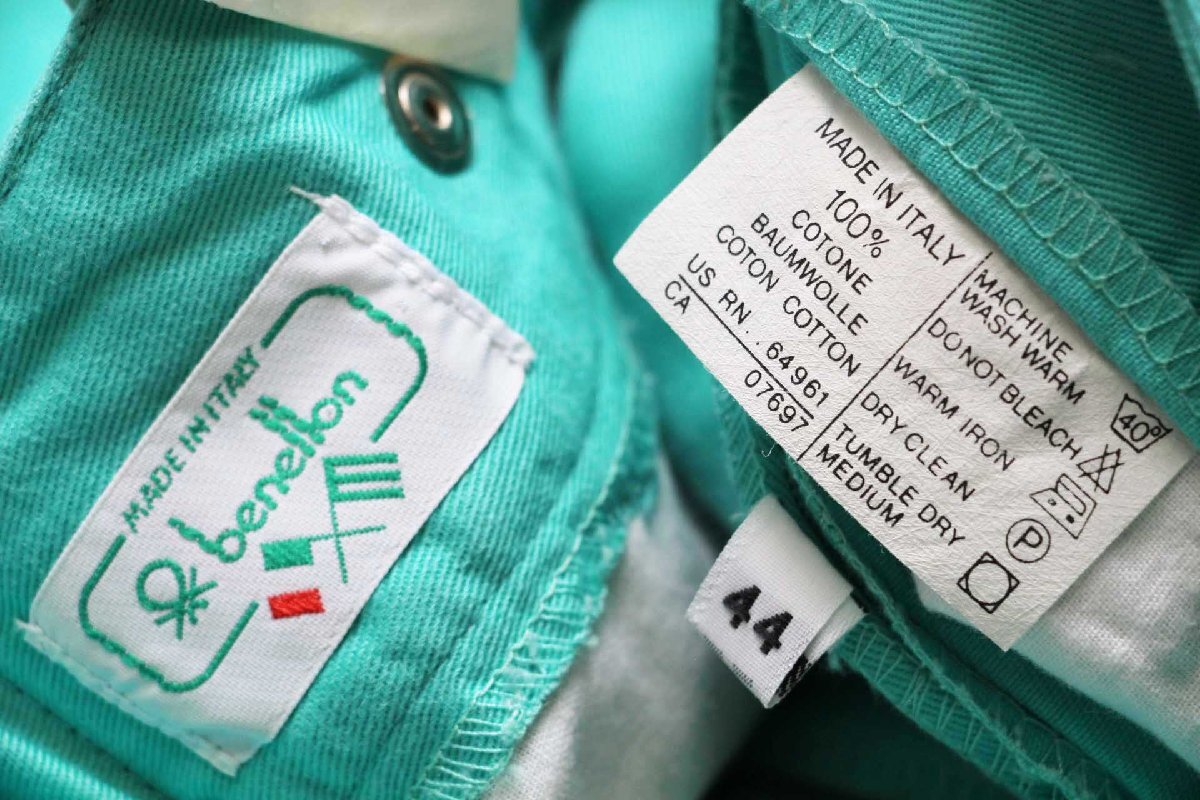 MADE IN ITALY
benetton
MADE IN ITALY
100%
COTONE
BAUMWOLLE
COTON COTTON
US RN. . 64961
CA 07697
MACHINE
WASH WARM
DO NOT BLEACH
WARM IRON
DRY CLEAN
TUMBLE DRY
MEDIUM
40°
P
44